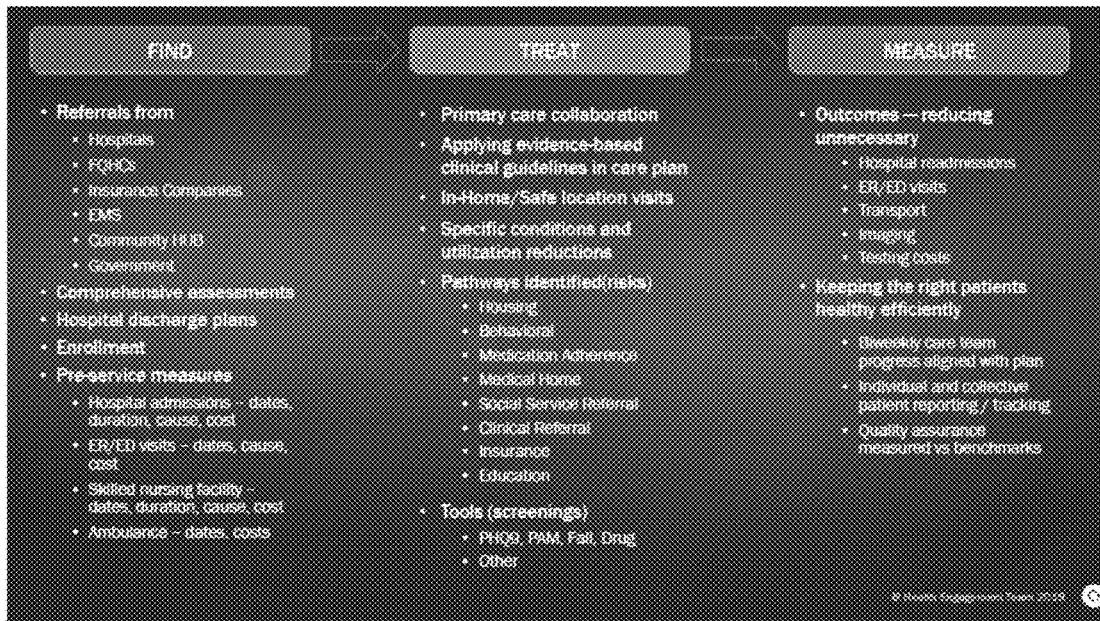 FIND
• Referrals from
• Hospitals
• FQHCs
• Insurance Companies
• EMS
• Community HUB
• Government
• Comprehensive assessments
• Hospital discharge plans
• Enrollment
• Pre-service measures
• Hospital admissions – dates,
duration, cause, cost
• ER/ED visits – dates, cause,
cost
• Skilled nursing facility –
dates, duration, cause, cost
• Ambulance – dates, costs
TREAT
• Primary care collaboration
• Applying evidence-based
clinical guidelines in care plan
• In-Home/Safe location visits
• Specific conditions and
utilization reductions
• Pathways identified(risks)
• Housing
• Behavioral
• Medication Adherence
• Medical Home
• Social Service Referral
• Clinical Referral
• Insurance
• Education
• Tools (screenings)
• PHQ9, PAM, Fall, Drug
• Other
MEASURE
• Outcomes — reducing
unnecessary
• Hospital readmissions
• ER/ED visits
• Transport
• Imaging
• Testing costs
• Keeping the right patients
healthy efficiently
• Biweekly care team
progress aligned with plan
• Individual and collective
patient reporting / tracking
• Quality assurance
measured vs benchmarks
© Health Engagement Team 2019